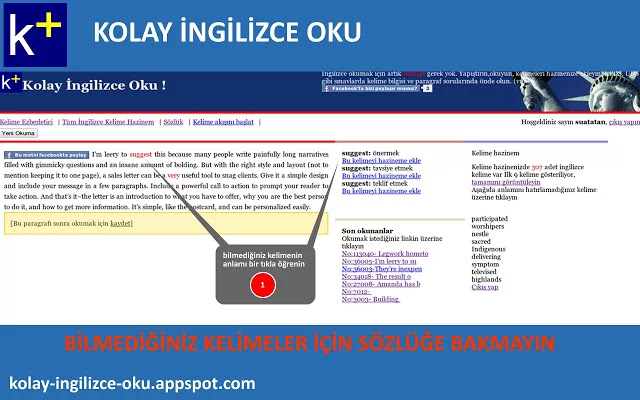 k+
KOLAY İNGİLİZCE OKU
İngilizce okumak için artık gerek yok. Yapıştırın,okuyun, kelimeleri hazinenize ekleyin.
gibi sınavlarda kelime bilgisi ve paragraf sorularında önde olun.
k+ Kolay İngilizce Oku !
Facebook'ta bizi paylaşır mısınız? 3
Kelime Ezberletici | Tüm İngilizce Kelime Hazinem | Sözlük | Kelime akışını başlat |
Hoşgeldiniz sayın suatatan, çıkış yapın
Yeni Okuma
Bu metni facebookta paylaş I'm leery to suggest this because many people write painfully long narratives
filled with gimmicky questions and an insane amount of bolding. But with the right style and layout (not to
mention keeping it to one page), a sales letter can be a very useful tool to snag clients. Give it a simple design
and include your message in a few paragraphs. Include a powerful call to action to prompt your reader to
take action. And that's—the letter is an introduction to what you have to offer, why you are the best person
to do it, and how to get more information. It's simple, like the postcard, and can be personalized easily.
[Bu paragrafı sonra okumak için kaydet]
suggest: önermek
Bu kelimeyi hazineme ekle
suggest: tavsiye etmek
Bu kelimeyi hazineme ekle
suggest: teklif etmek
Bu kelimeyi hazineme ekle
Son okunanlar
Okumak istediğiniz linkin üzerine
tıklayın
No:113040- Legwork hometo
No:36005-I'm leery to su
No:36003-They're inexpen
No:34018- The result o
No:27008- Amanda has b
No:7012-
No:3003- Building
Kelime hazinem
Kelime hazinenizde 307 adet ingilizce
kelime var İlk 9 kelime gösteriliyor,
tamamını görüntüleyin
Aşağıda anlamını hatırlamadığınız kelime
üzerine tıklayın
participated
worshipers
nestle
sacred
Indigenous
delivering
symptom
televised
highlands
Çıkış yap
bilmediğiniz kelimenin
anlamı bir tıkla öğrenin
1
BİLMEDİĞİNİZ KELİMELER İÇİN SÖZLÜĞE BAKMAYIN
kolay-ingilizce-oku.appspot.com